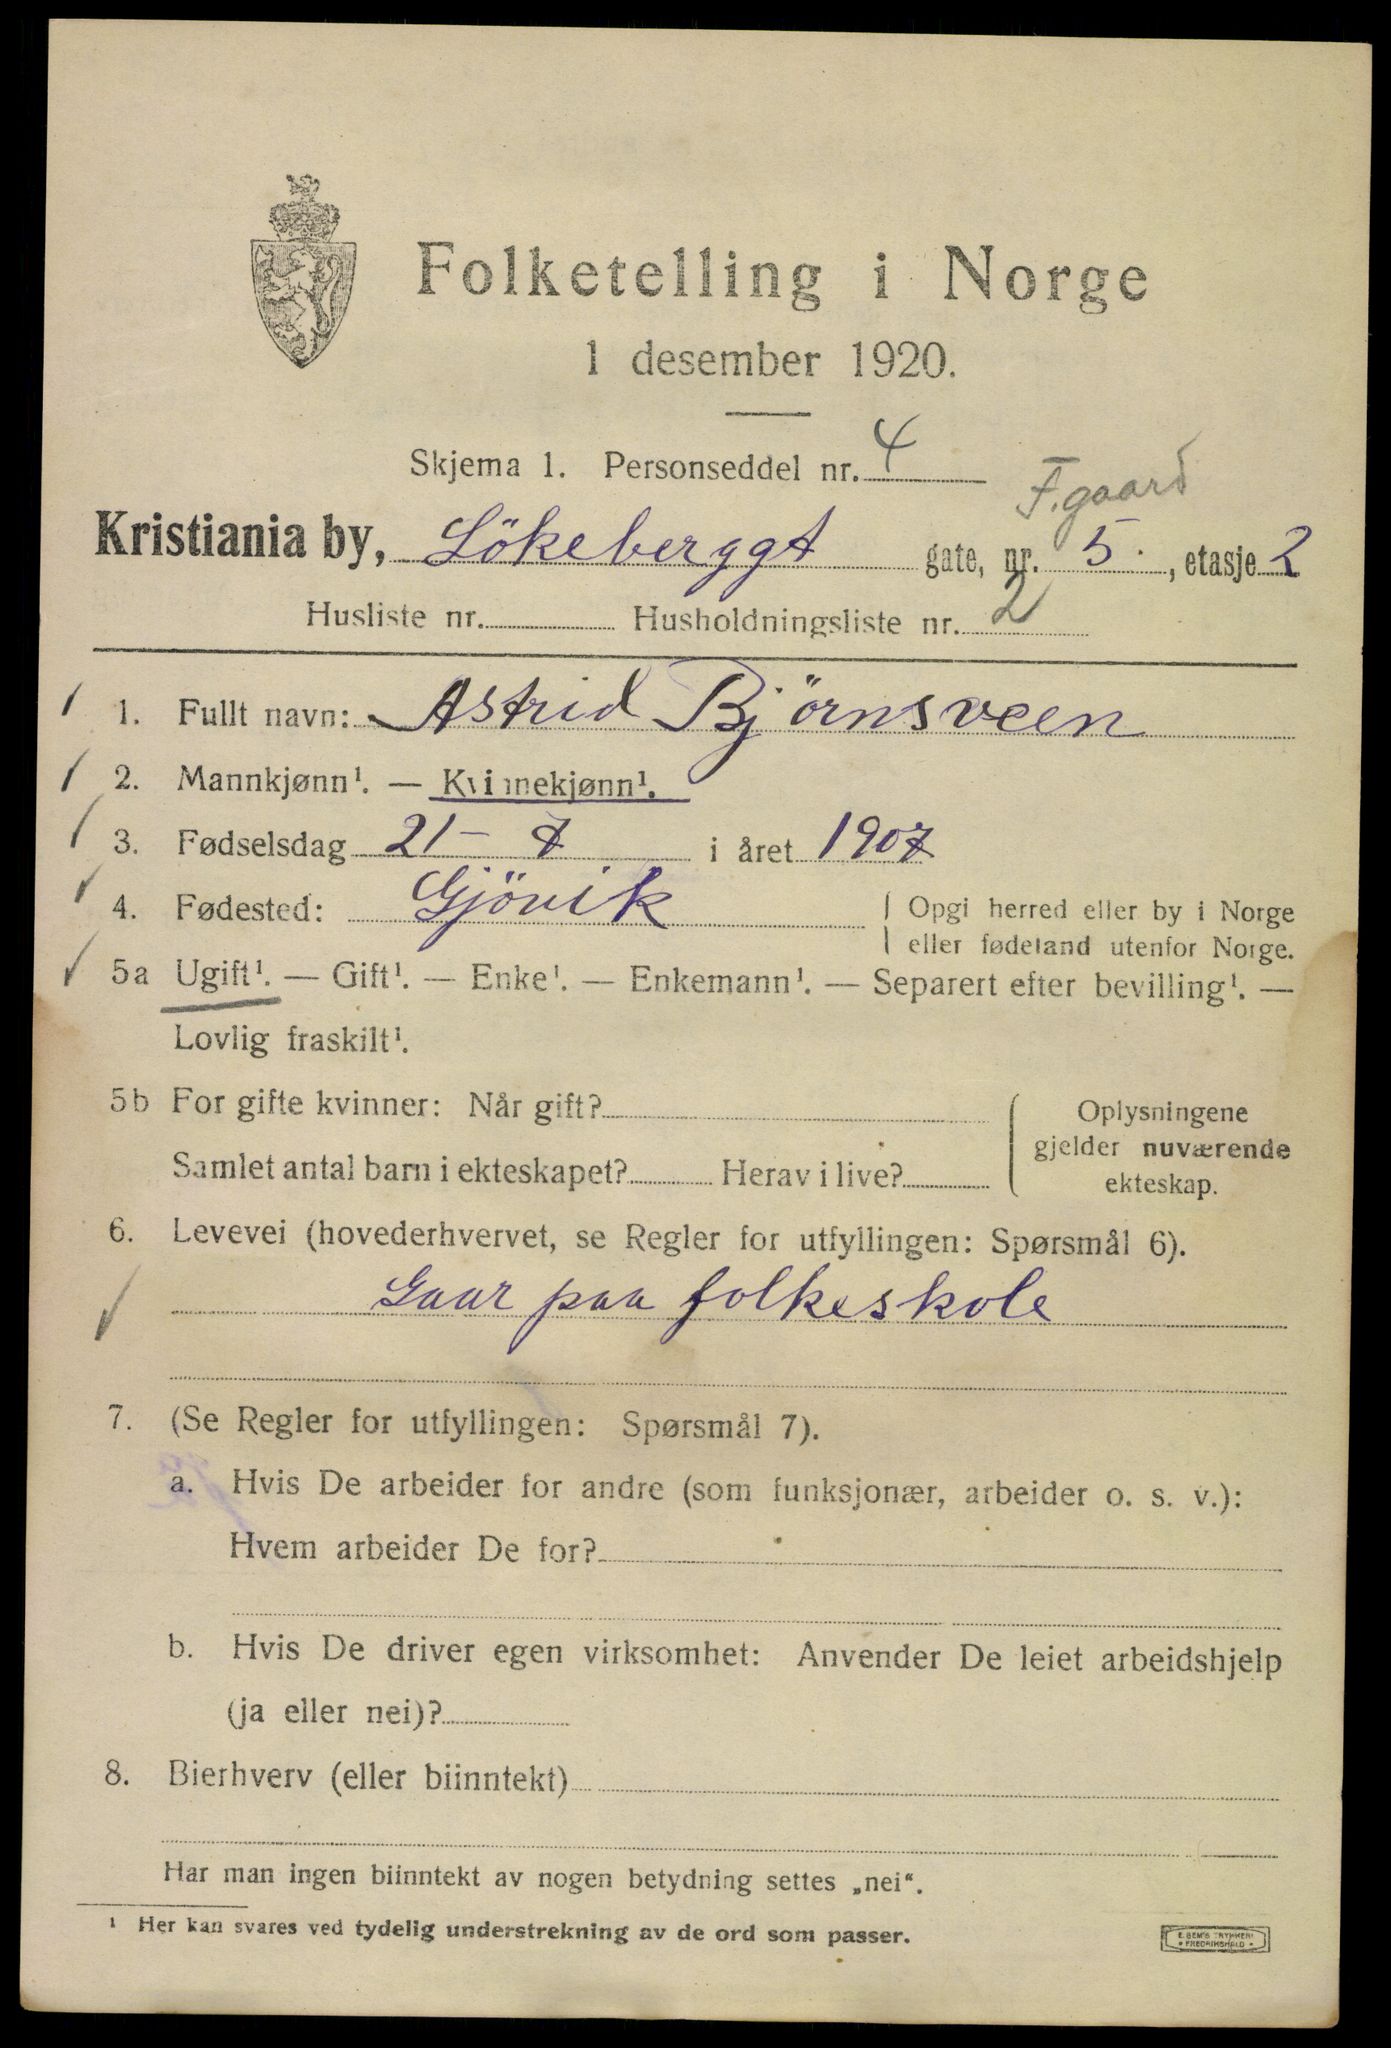 Folketelling i Norge
1 desember 1920.
Skjema 1. Personseddel nr. 4
F.gaard
Kristiania by, Lökeberggt gate, nr. 5. , etasje 2
Husliste nr. Husholdningsliste nr. 2
1. Fullt navn: Astrid Björnsveen
2. Mannkjønn¹. — Kvinnekjønn¹.
3. Fødselsdag 21 - 7 i året 1907
4. Fødested: Gjövik Opgi herred eller by i Norge
eller fødeland utenfor Norge.
5a Ugift¹. — Gift¹. — Enke¹. — Enkemann¹. — Separert efter bevilling¹. —
Lovlig fraskilt¹.
5b For gifte kvinner: Når gift?
Samlet antal barn i ekteskapet? Herav i live?
Oplysningene
gjelder nuværende
ekteskap.
6. Levevei (hovederhvervet, se Regler for utfyllingen: Spørsmål 6).
Gaar paa folkeskole
7. (Se Regler for utfyllingen: Spørsmål 7).
a. Hvis De arbeider for andre (som funksjonær, arbeider o. s. v.):
Hvem arbeider De for?
b. Hvis De driver egen virksomhet: Anvender De leiet arbeidshjelp
(ja eller nei)?
8. Bierhverv (eller biinntekt)
Har man ingen biinntekt av nogen betydning settes „nei“.
¹ Her kan svares ved tydelig understrekning av de ord som passer.
E. SEM'S TRYKKERI
FREDRIKSHALD